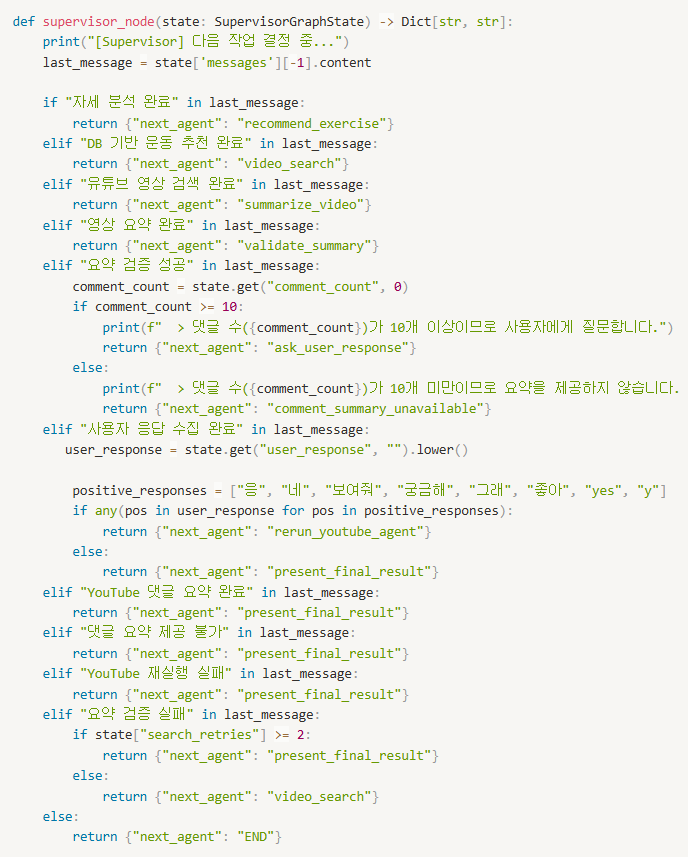 def supervisor_node(state: SupervisorGraphState) -> Dict[str, str]:
    print("[Supervisor] 다음 작업 결정 중...")
    last_message = state['messages'][-1].content

    if "자세 분석 완료" in last_message:
        return {"next_agent": "recommend_exercise"}
    elif "DB 기반 운동 추천 완료" in last_message:
        return {"next_agent": "video_search"}
    elif "유튜브 영상 검색 완료" in last_message:
        return {"next_agent": "summarize_video"}
    elif "영상 요약 완료" in last_message:
        return {"next_agent": "validate_summary"}
    elif "요약 검증 성공" in last_message:
        comment_count = state.get("comment_count", 0)
        if comment_count >= 10:
            print(f"  > 댓글 수({comment_count})가 10개 이상이므로 사용자에게 질문합니다.")
            return {"next_agent": "ask_user_response"}
        else:
            print(f"  > 댓글 수({comment_count})가 10개 미만이므로 요약을 제공하지 않습니다.
            return {"next_agent": "comment_summary_unavailable"}
    elif "사용자 응답 수집 완료" in last_message:
       user_response = state.get("user_response", "").lower()

        positive_responses = ["응", "네", "보여줘", "궁금해", "그래", "좋아", "yes", "y"]
        if any(pos in user_response for pos in positive_responses):
            return {"next_agent": "rerun_youtube_agent"}
        else:
            return {"next_agent": "present_final_result"}
    elif "YouTube 댓글 요약 완료" in last_message:
        return {"next_agent": "present_final_result"}
    elif "댓글 요약 제공 불가" in last_message:
        return {"next_agent": "present_final_result"}
    elif "YouTube 재실행 실패" in last_message:
        return {"next_agent": "present_final_result"}
    elif "요약 검증 실패" in last_message:
        if state["search_retries"] >= 2:
            return {"next_agent": "present_final_result"}
        else:
            return {"next_agent": "video_search"}
    else:
        return {"next_agent": "END"}